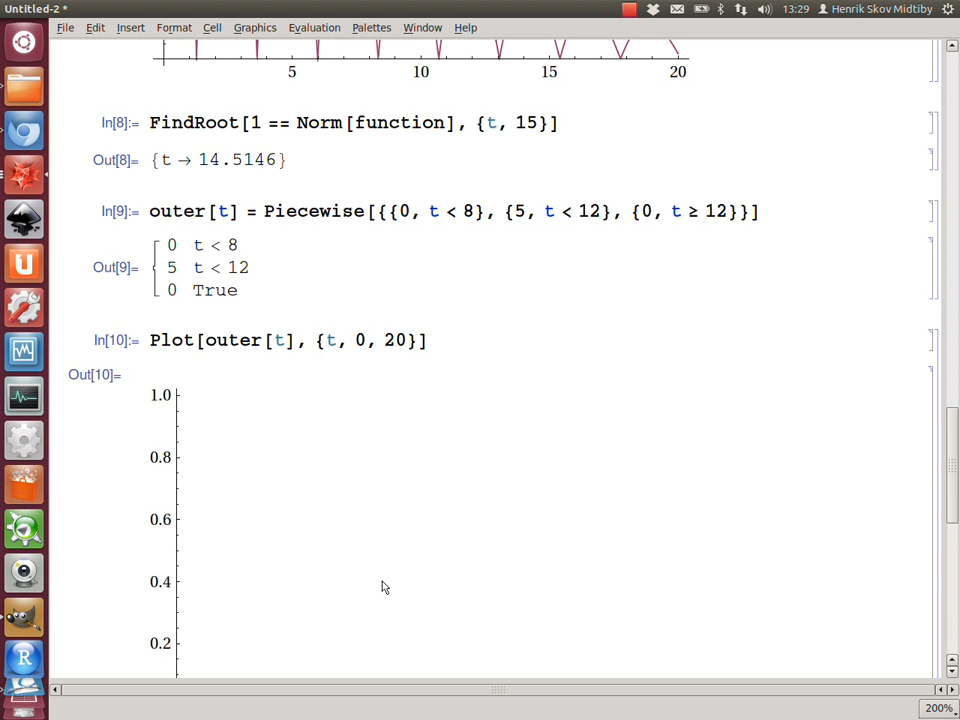 Untitled-2 *
13:29 Henrik Skov Midtiby
File Edit Insert Format Cell Graphics Evaluation Palettes Window Help
5 10 15 20
In[8]:= FindRoot[1 == Norm[function], {t, 15}]
Out[8]= {t → 14.5146}
In[9]:= outer[t] = Piecewise[{{0, t < 8}, {5, t < 12}, {0, t ≥ 12}}]
0 t < 8
Out[9]= 5 t < 12
0 True
In[10]:= Plot[outer[t], {t, 0, 20}]
Out[10]=
1.0
0.8
0.6
0.4
0.2
200%